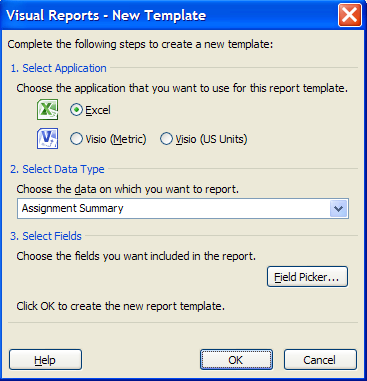 Visual Reports - New Template
Complete the following steps to create a new template:
1. Select Application
Choose the application that you want to use for this report template.
Excel
Visio (Metric) Visio (US Units)
2. Select Data Type
Choose the data on which you want to report.
Assignment Summary
3. Select Fields
Choose the fields you want included in the report.
Field Picker...
Click OK to create the new report template.
Help OK Cancel